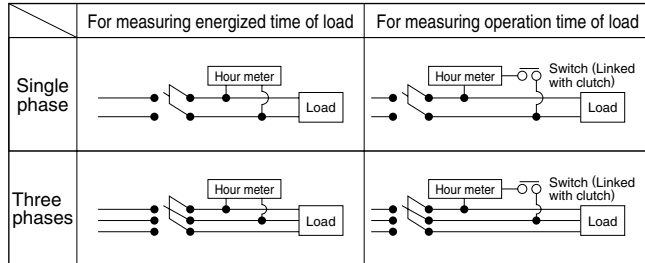 For measuring energized time of load
For measuring operation time of load
Single
phase
Hour meter
Load
Hour meter
Switch (Linked
with clutch)
Load
Three
phases
Hour meter
Load
Hour meter
Switch (Linked
with clutch)
Load